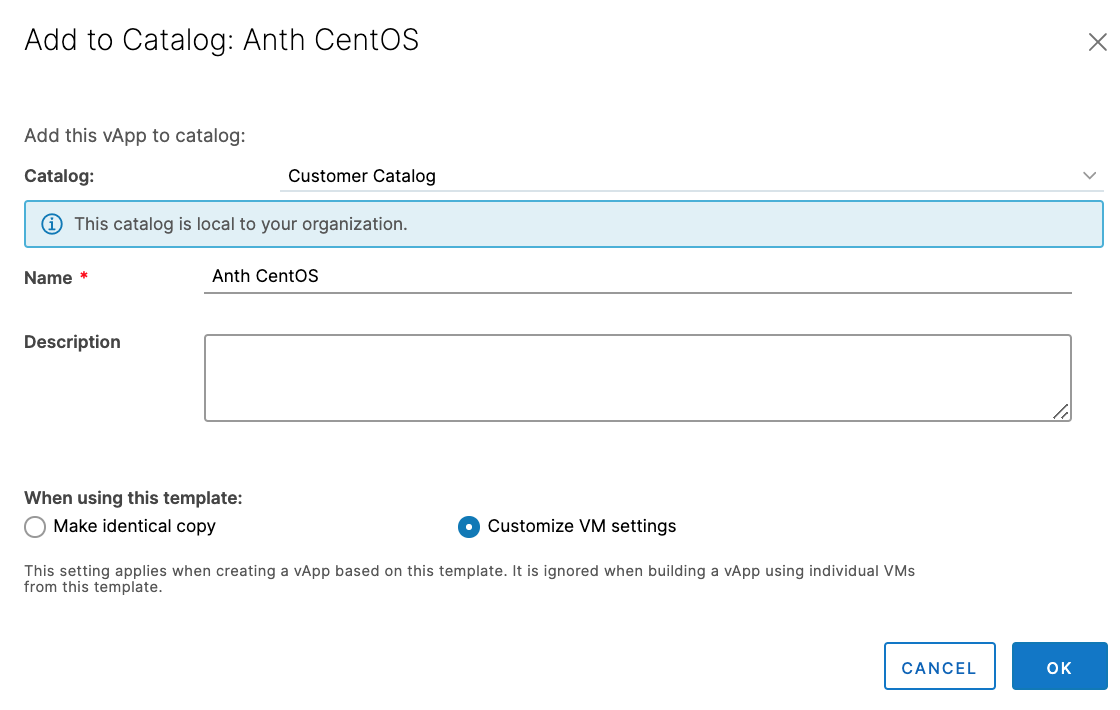 Add to Catalog: Anth CentOS
Add this vApp to catalog:
Catalog: Customer Catalog
This catalog is local to your organization.
Name * Anth CentOS
Description
When using this template:
Make identical copy Customize VM settings
This setting applies when creating a vApp based on this template. It is ignored when building a vApp using individual VMs
from this template.
CANCEL OK